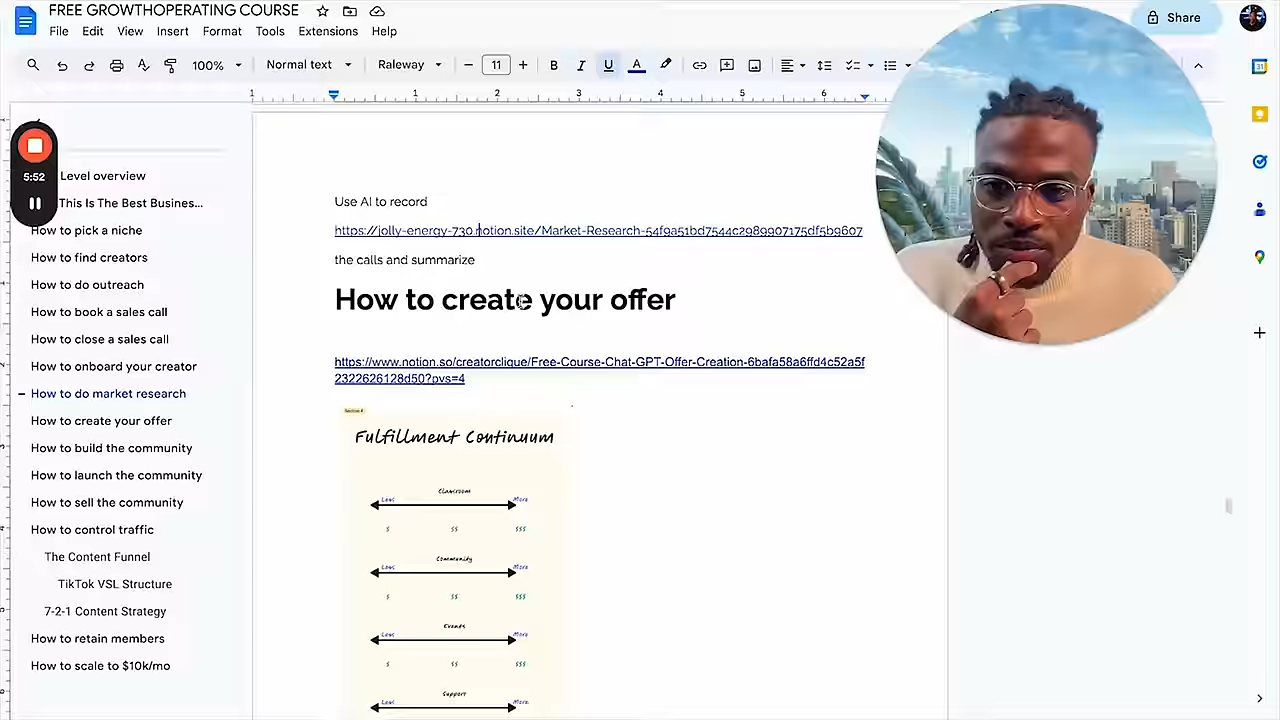 FREE GROWTHOPERATING COURSE
Share
File Edit View Insert Format Tools Extensions Help
100% Normal text Raleway 11 B I U A
1 1 2 3 4 5 6
5:52
Level overview
This Is The Best Busines...
How to pick a niche
How to find creators
How to do outreach
How to book a sales call
How to close a sales call
How to onboard your creator
How to do market research
How to create your offer
How to build the community
How to launch the community
How to sell the community
How to control traffic
The Content Funnel
TikTok VSL Structure
7-2-1 Content Strategy
How to retain members
How to scale to $10k/mo
Use AI to record
https://jolly-energy-730.notion.site/Market-Research-54f9a51bd7544c2989907175df5b9607
the calls and summarize
How to create your offer
https://www.notion.so/creatorclique/Free-Course-Chat-GPT-Offer-Creation-6bafa58a6ffd4c52a5f
2322626128d50?pvs=4
Fulfillment Continuum
Classroom
Less More
$ $$ $$$
Community
Less More
$ $$ $$$
Events
Less More
$ $$ $$$
Support
Less More